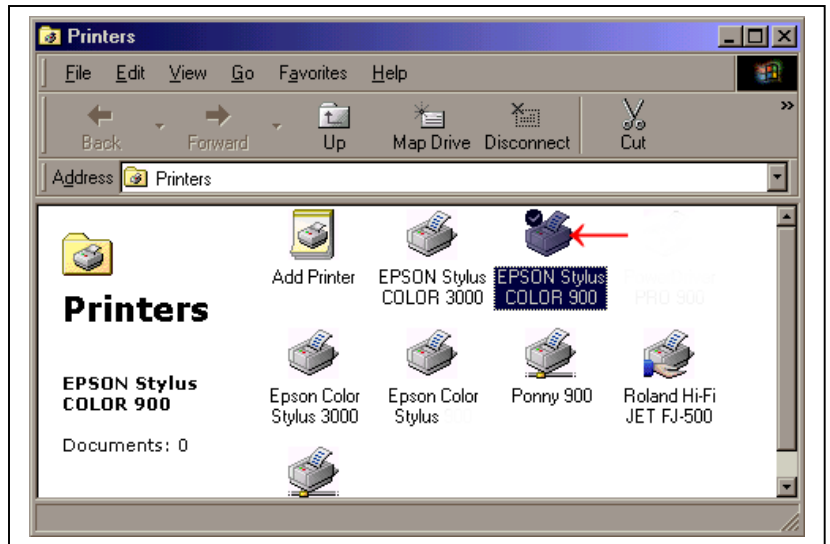 Printers
File Edit View Go Favorites Help
Back Forward Up Map Drive Disconnect Cut »
Address Printers
Printers
EPSON Stylus
COLOR 900
Documents: 0
Add Printer
EPSON Stylus
COLOR 3000
EPSON Stylus
COLOR 900
PRO 900
Epson Color
Stylus 3000
Epson Color
Stylus
Ponny 900
Roland Hi-Fi
JET FJ-500